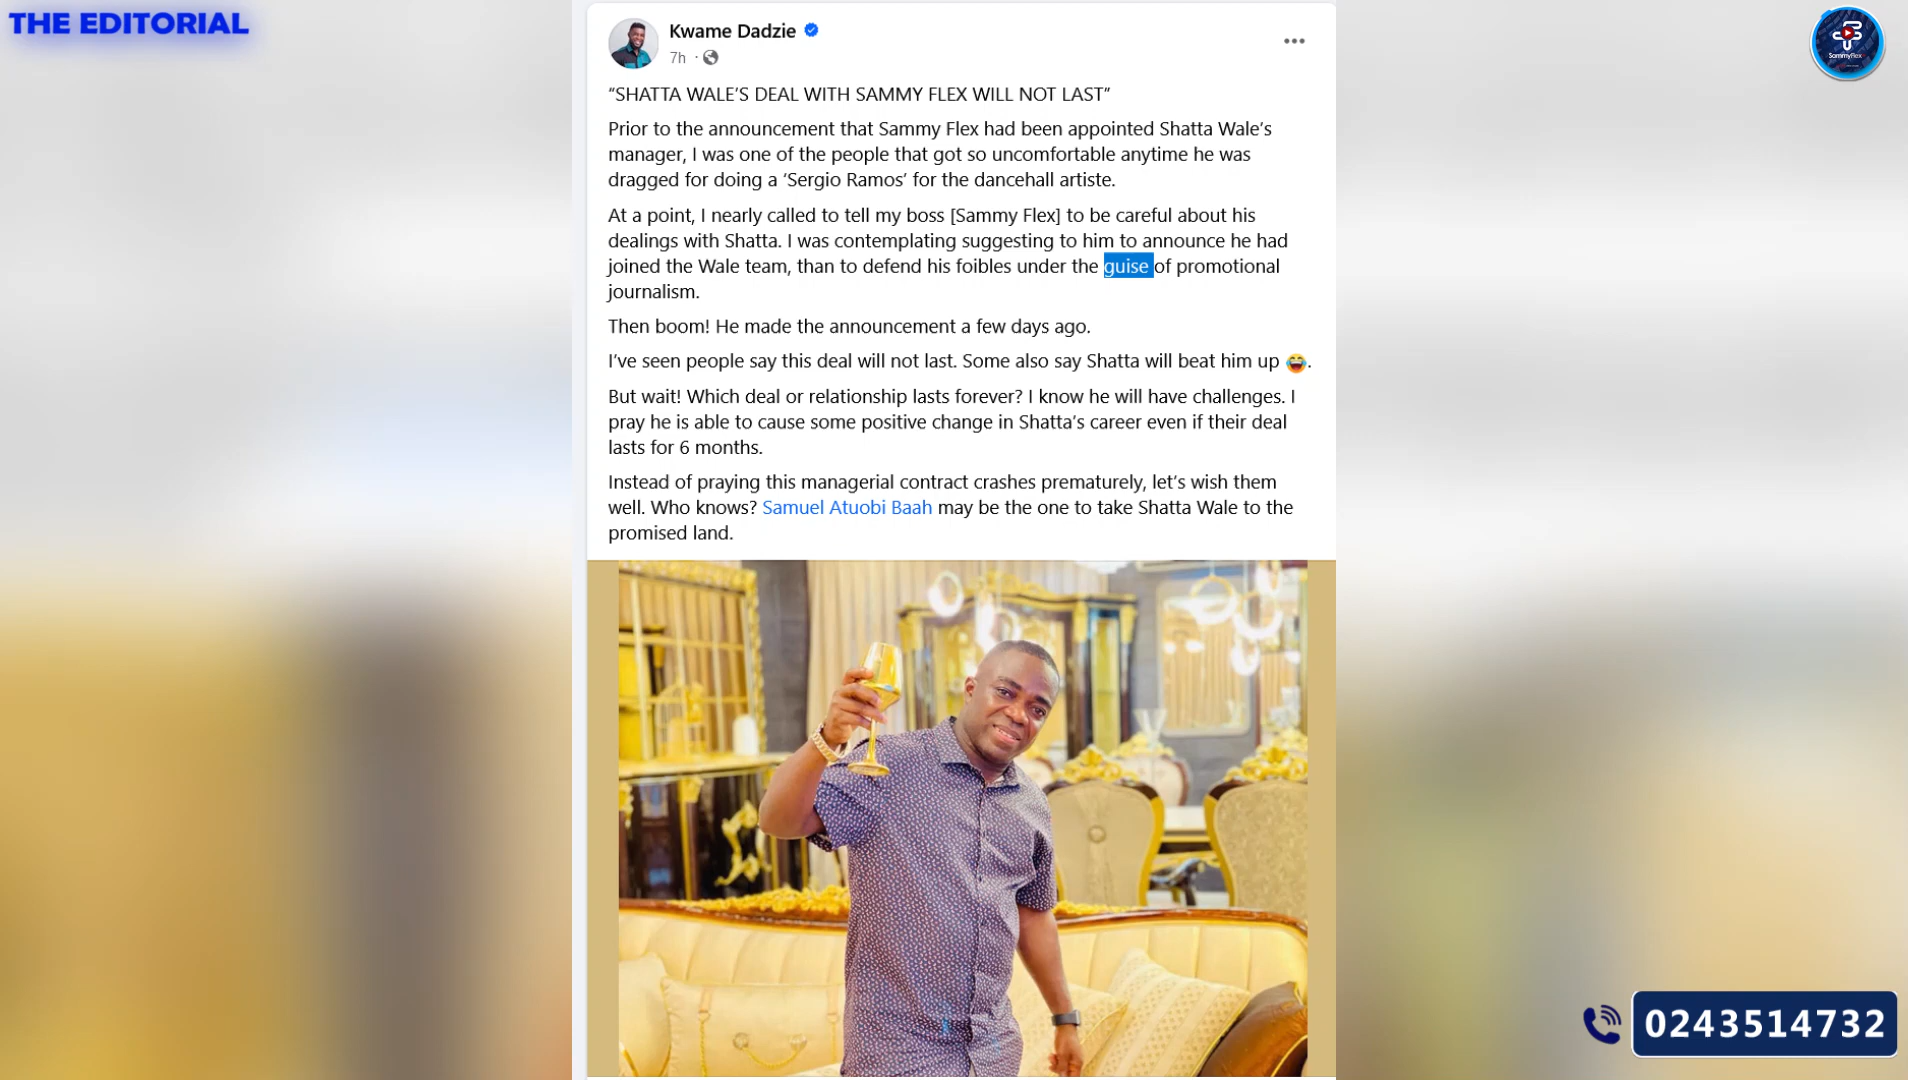 THE EDITORIAL
Kwame Dadzie
7h ·
“SHATTA WALE’S DEAL WITH SAMMY FLEX WILL NOT LAST”
Prior to the announcement that Sammy Flex had been appointed Shatta Wale’s
manager, I was one of the people that got so uncomfortable anytime he was
dragged for doing a ‘Sergio Ramos’ for the dancehall artiste.
At a point, I nearly called to tell my boss [Sammy Flex] to be careful about his
dealings with Shatta. I was contemplating suggesting to him to announce he had
joined the Wale team, than to defend his foibles under the guise of promotional
journalism.
Then boom! He made the announcement a few days ago.
I’ve seen people say this deal will not last. Some also say Shatta will beat him up 😂.
But wait! Which deal or relationship lasts forever? I know he will have challenges. I
pray he is able to cause some positive change in Shatta’s career even if their deal
lasts for 6 months.
Instead of praying this managerial contract crashes prematurely, let’s wish them
well. Who knows? Samuel Atuobi Baah may be the one to take Shatta Wale to the
promised land.
SammyFlex
0243514732